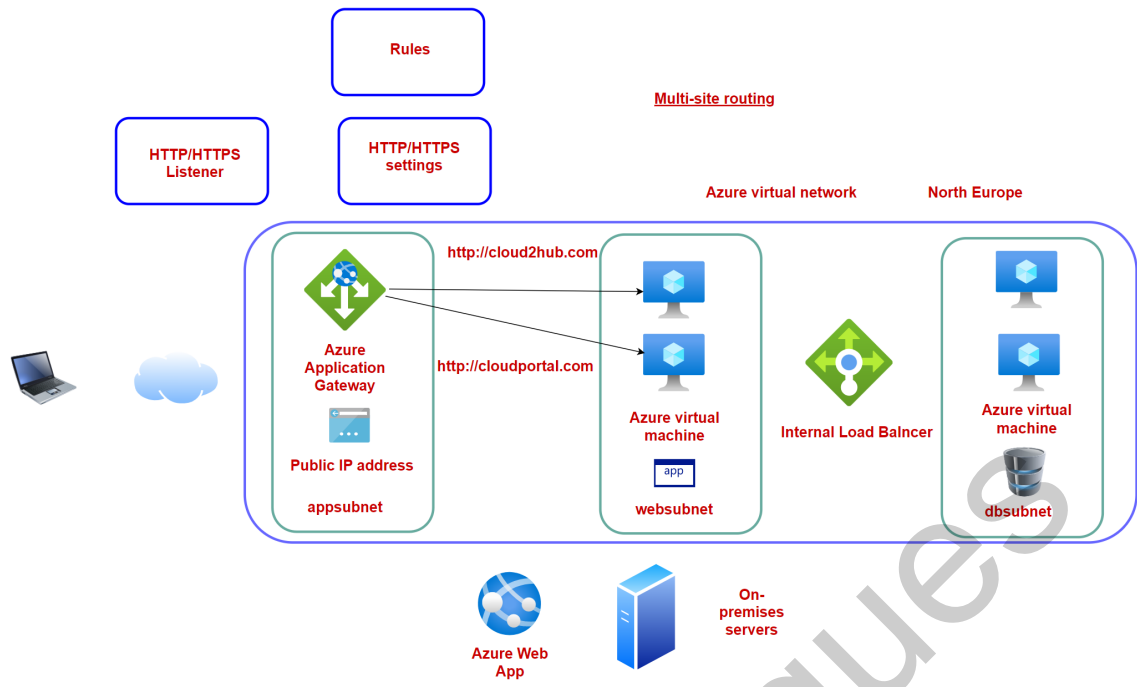 Rules
Multi-site routing
HTTP/HTTPS
Listener
HTTP/HTTPS
settings
Azure virtual network
North Europe
http://cloud2hub.com
http://cloudportal.com
Azure
Application
Gateway
Public IP address
appsubnet
Azure virtual
machine
app
websubnet
Internal Load Balncer
Azure virtual
machine
dbsubnet
Azure Web
App
On-
premises
servers